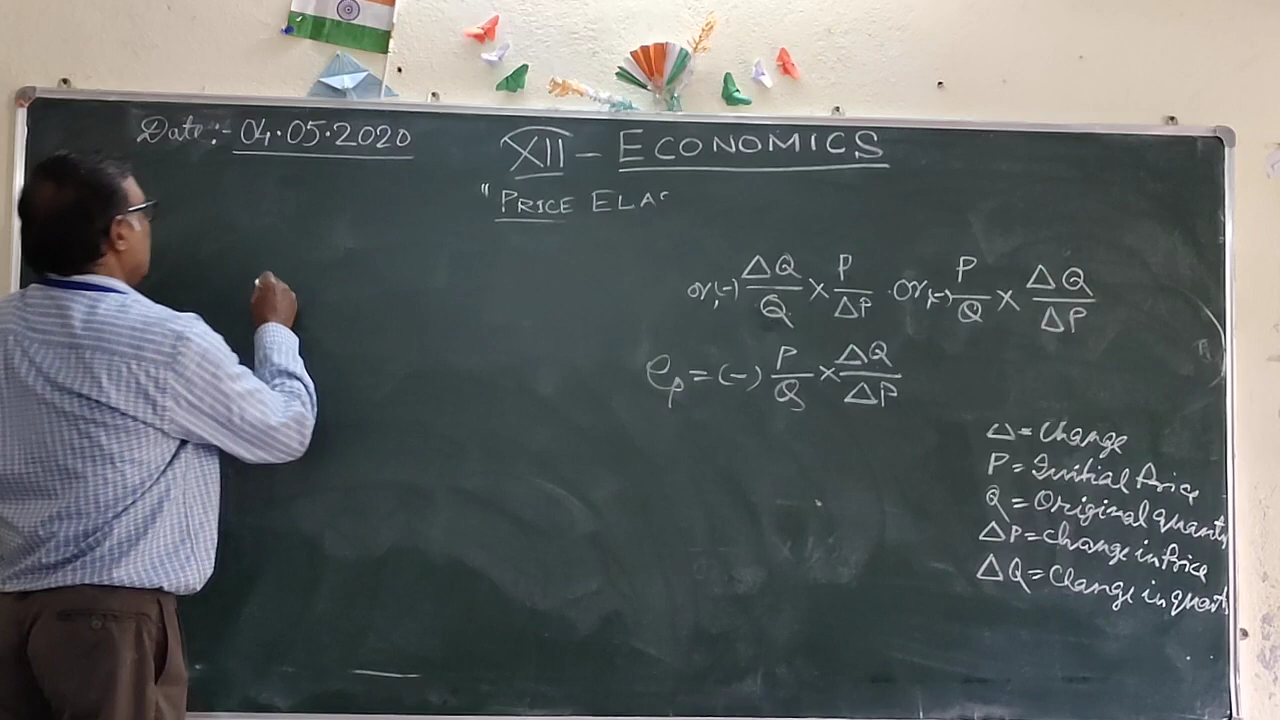 Date:- 04.05.2020
XII - ECONOMICS
"PRICE ELA
or, (-) ΔQ/Q × P/ΔP . Or, (-) P/Q × ΔQ/ΔP
ep = (-) P/Q × ΔQ/ΔP
Δ = Change
P = Initial Price
Q = Original quantity
ΔP = Change in Price
ΔQ = Change in quant